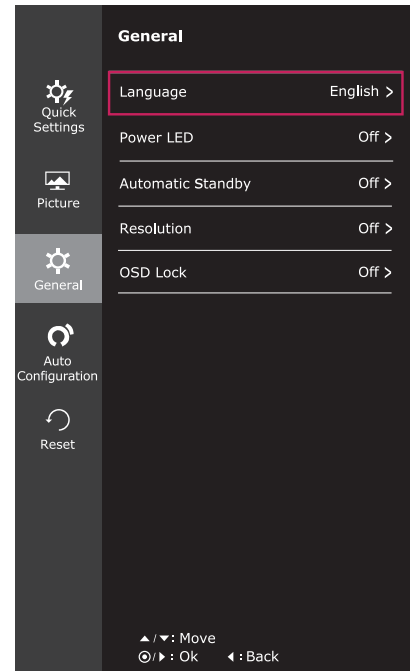 General
Quick
Settings
Picture
General
Auto
Configuration
Reset
Language English >
Power LED Off >
Automatic Standby Off >
Resolution Off >
OSD Lock Off >
▲/▼: Move
◉/▶: Ok ◀: Back